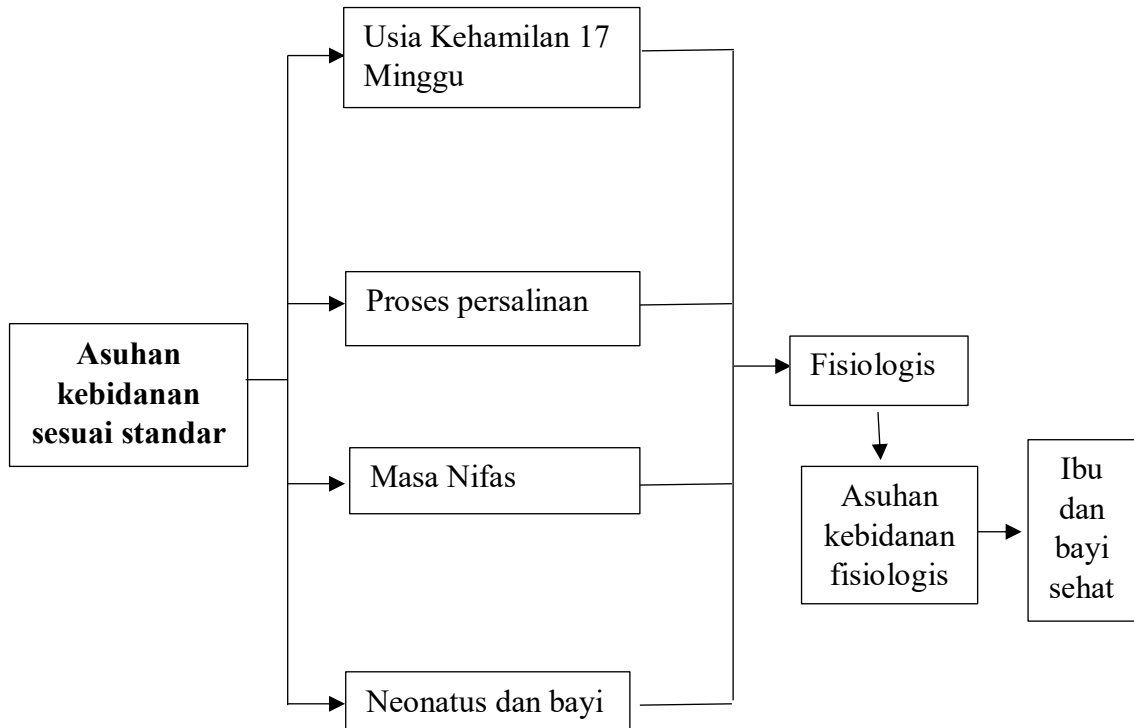 Usia Kehamilan 17
Minggu
Proses persalinan
Asuhan
kebidanan
sesuai standar
Fisiologis
Masa Nifas
Asuhan
kebidanan
fisiologis
Ibu
dan
bayi
sehat
Neonatus dan bayi